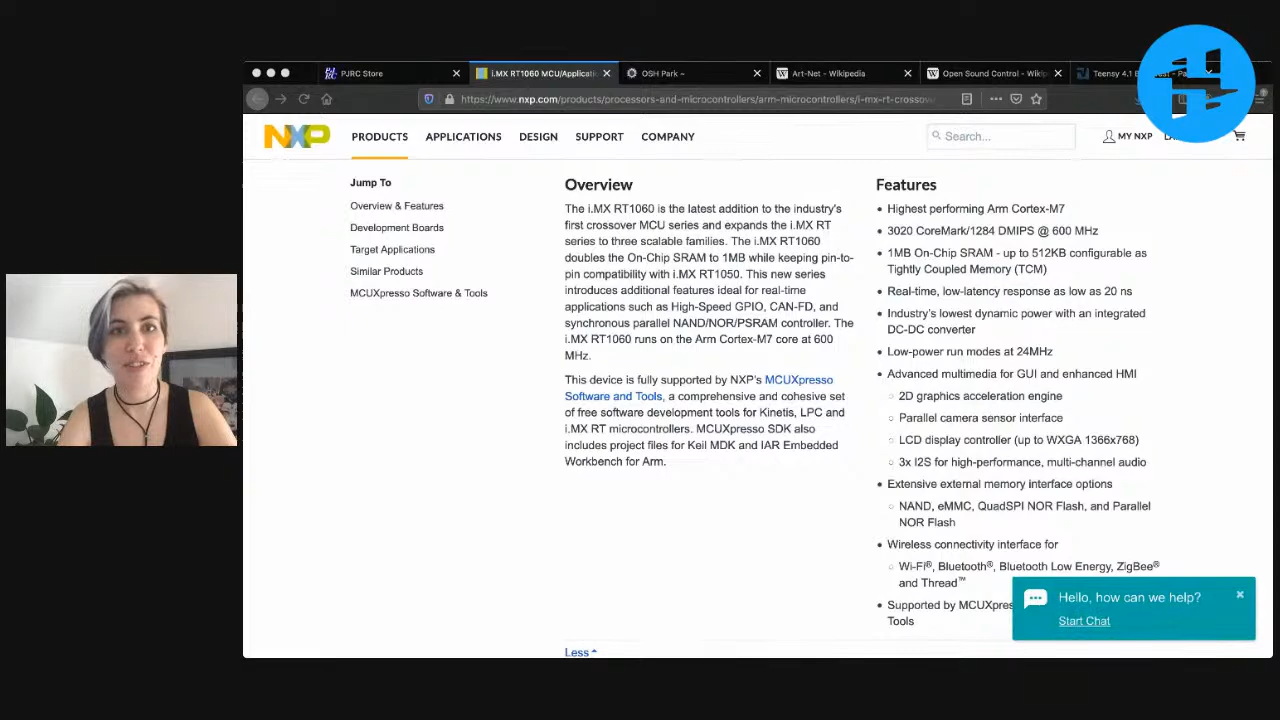 PJRC Store
i.MX RT1060 MCU/Applicati
OSH Park ~
Art-Net - Wikipedia
Open Sound Control - Wikip
Teensy 4.1
https://www.nxp.com/products/processors-and-microcontrollers/arm-microcontrollers/i-mx-rt-crossov
NXP
PRODUCTS
APPLICATIONS
DESIGN
SUPPORT
COMPANY
Search...
MY NXP
Jump To
Overview & Features
Development Boards
Target Applications
Similar Products
MCUXpresso Software & Tools
Overview
The i.MX RT1060 is the latest addition to the industry's
first crossover MCU series and expands the i.MX RT
series to three scalable families. The i.MX RT1060
doubles the On-Chip SRAM to 1MB while keeping pin-to-
pin compatibility with i.MX RT1050. This new series
introduces additional features ideal for real-time
applications such as High-Speed GPIO, CAN-FD, and
synchronous parallel NAND/NOR/PSRAM controller. The
i.MX RT1060 runs on the Arm Cortex-M7 core at 600
MHz.
This device is fully supported by NXP's MCUXpresso
Software and Tools, a comprehensive and cohesive set
of free software development tools for Kinetis, LPC and
i.MX RT microcontrollers. MCUXpresso SDK also
includes project files for Keil MDK and IAR Embedded
Workbench for Arm.
Features
Highest performing Arm Cortex-M7
3020 CoreMark/1284 DMIPS @ 600 MHz
1MB On-Chip SRAM - up to 512KB configurable as
Tightly Coupled Memory (TCM)
Real-time, low-latency response as low as 20 ns
Industry's lowest dynamic power with an integrated
DC-DC converter
Low-power run modes at 24MHz
Advanced multimedia for GUI and enhanced HMI
2D graphics acceleration engine
Parallel camera sensor interface
LCD display controller (up to WXGA 1366x768)
3x I2S for high-performance, multi-channel audio
Extensive external memory interface options
NAND, eMMC, QuadSPI NOR Flash, and Parallel
NOR Flash
Wireless connectivity interface for
Wi-Fi®, Bluetooth®, Bluetooth Low Energy, ZigBee®
and Thread™
Supported by MCUXpres
Tools
Less
Hello, how can we help?
Start Chat